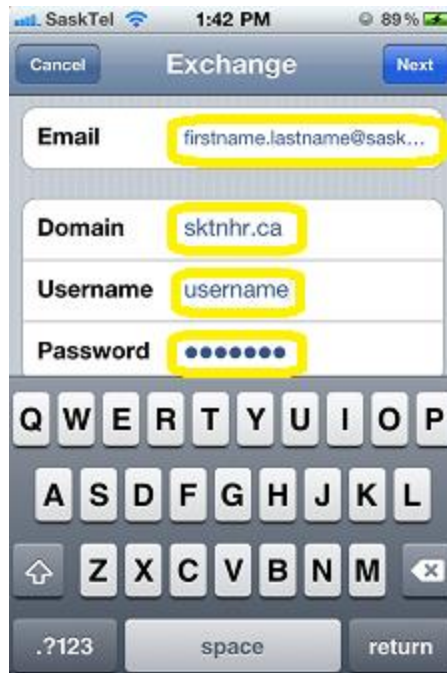 SaskTel 1:42 PM 89%
Cancel Exchange Next
Email firstname.lastname@sask...
Domain sktnhr.ca
Username username
Password •••••••
Q W E R T Y U I O P
A S D F G H J K L
Z X C V B N M
.?123 space return